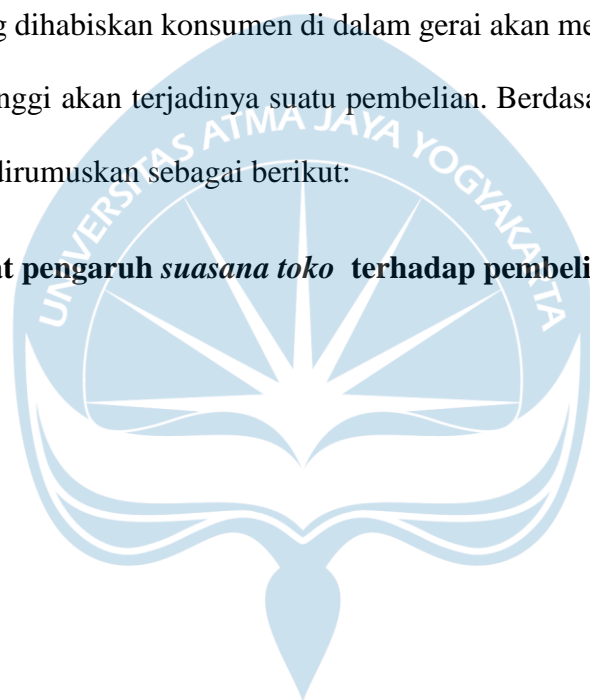 g dihabiskan konsumen di dalam gerai akan me
nggi akan terjadinya suatu pembelian. Berdasa
dirumuskan sebagai berikut:
at pengaruh suasana toko terhadap pembeli
UNIVERSITAS ATMA JAYA YOGYAKARTA